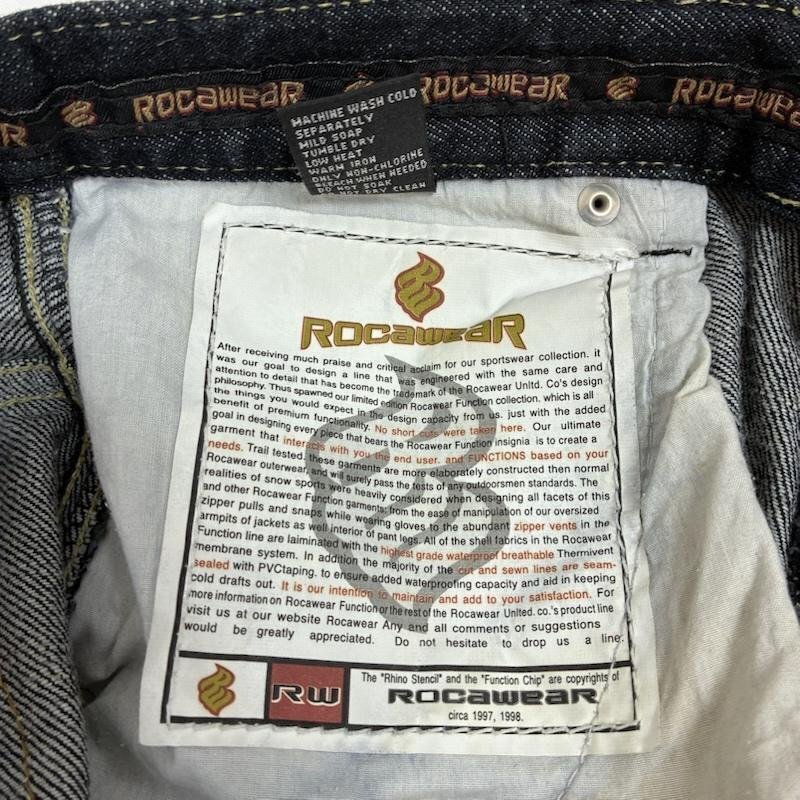 R
ROCAWEAR
ROCAWEAR
ROCAWEA
MACHINE WASH COLD
SEPARATELY
MILD SOAP
TUMBLE DRY
LOW HEAT
WARM IRON
ONLY NON-CHLORINE
BLEACH WHEN NEEDED
DO NOT SOAK
NOT DRY CLEAN
RW
ROCAWEAR
After receiving much praise and critical acclaim for our sportswear collection. it
was our goal to design a line that was engineered with the same care and
attention to detail that has become the trademark of the Rocawear Unltd. Co's design
philosophy. Thus spawned our limited edition Rocawear Function collection. which is all
the things you would expect in the design capacity from us. just with the added
benefit of premium functionality. No short cuts were taken here. Our ultimate
goal in designing every piece that bears the Rocawear Function insignia is to create a
garment that interacts with you the end user. and FUNCTIONS based on your
needs. Trail tested. these garments are more elaborately constructed then normal
Rocawear outerwear. and will surely pass the tests of any outdoorsmen standards. The
realities of snow sports were heavily considered when designing all facets of this
and other Rocawear Function garments: from the ease of manipulation of our oversized
zipper pulls and snaps while wearing gloves to the abundant zipper vents in the
armpits of jackets as well interior of pant legs. All of the shell fabrics in the Rocawear
Function line are laiminated with the highest grade waterproof breathable Thermivent
membrane system. In addition the majority of the cut and sewn lines are seam-
sealed with PVCtaping. to ensure added waterproofing capacity and aid in keeping
cold drafts out. It is our intention to maintain and add to your satisfaction. For
more information on Rocawear Function or the rest of the Rocawear United. co.'s product line
visit us at our website Rocawear Any and all comments or suggestions
would be greatly appreciated. Do not hesitate to drop us a line.
RW
RW
The "Rhino Stencil" and the "Function Chip" are copyrights of
ROCAWEAR
circa 1997, 1998.